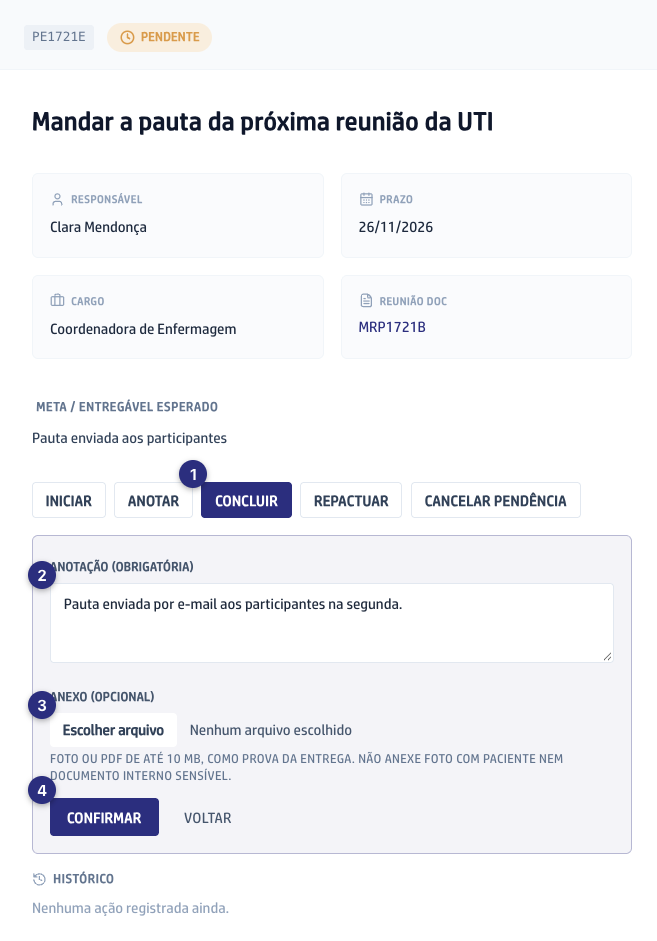 PE1721E
PENDENTE
Mandar a pauta da próxima reunião da UTI
RESPONSÁVEL
Clara Mendonça
PRAZO
26/11/2026
CARGO
Coordenadora de Enfermagem
REUNIÃO DOC
MRP1721B
META / ENTREGÁVEL ESPERADO
Pauta enviada aos participantes
1
INICIAR
ANOTAR
CONCLUIR
REPACTUAR
CANCELAR PENDÊNCIA
2
ANOTAÇÃO (OBRIGATÓRIA)
Pauta enviada por e-mail aos participantes na segunda.
3
ANEXO (OPCIONAL)
Escolher arquivo
Nenhum arquivo escolhido
FOTO OU PDF DE ATÉ 10 MB, COMO PROVA DA ENTREGA. NÃO ANEXE FOTO COM PACIENTE NEM
DOCUMENTO INTERNO SENSÍVEL.
4
CONFIRMAR
VOLTAR
HISTÓRICO
Nenhuma ação registrada ainda.